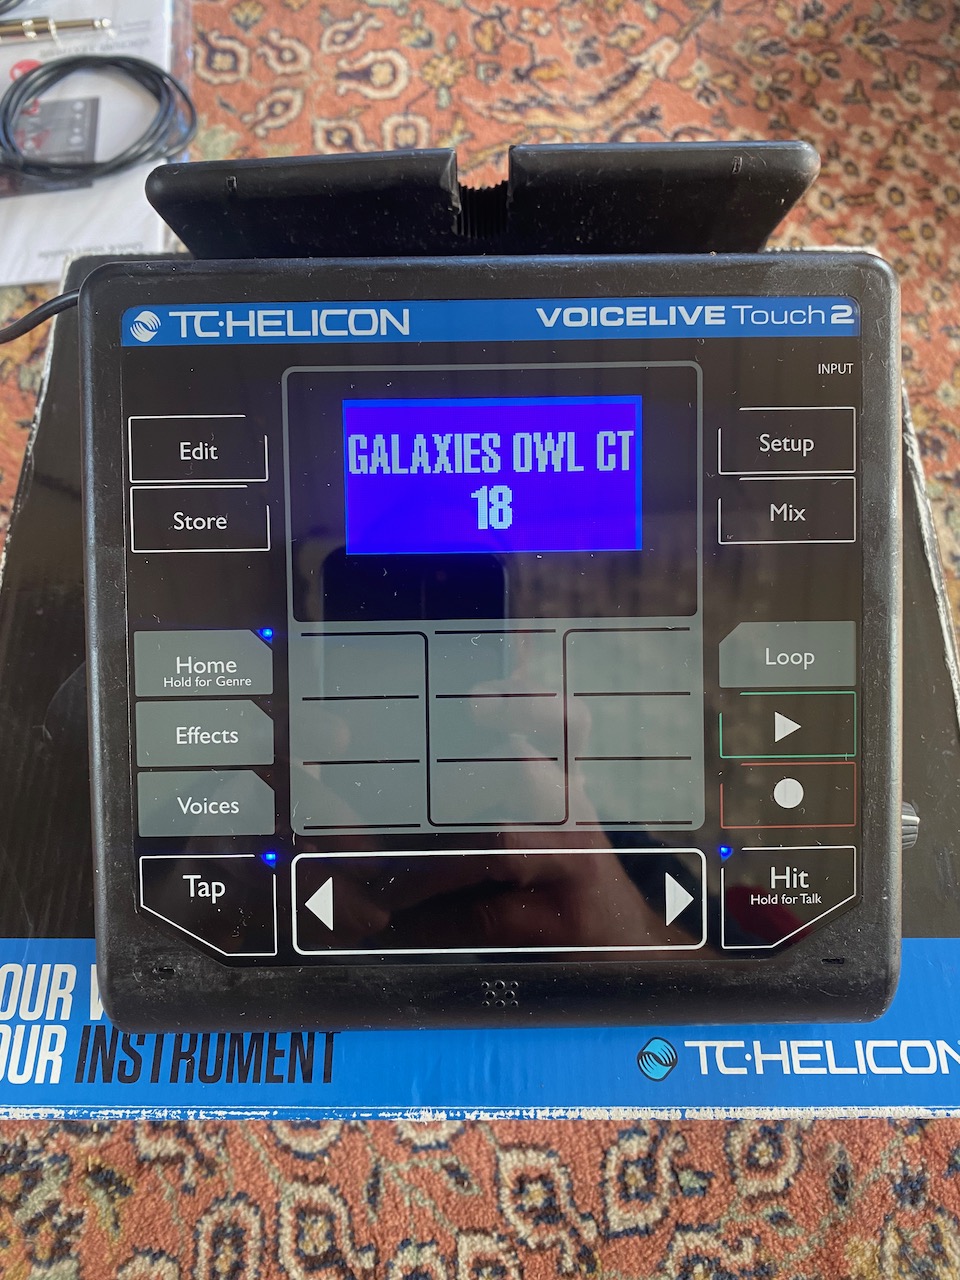 TC·HELICON
VOICELIVE Touch 2
INPUT
Edit
Setup
GALAXIES OWL CT
18
Store
Mix
Home
Hold for Genre
Loop
Effects
Voices
Tap
Hit
Hold for Talk
OUR
OUR INSTRUMENT
TC·HELICON